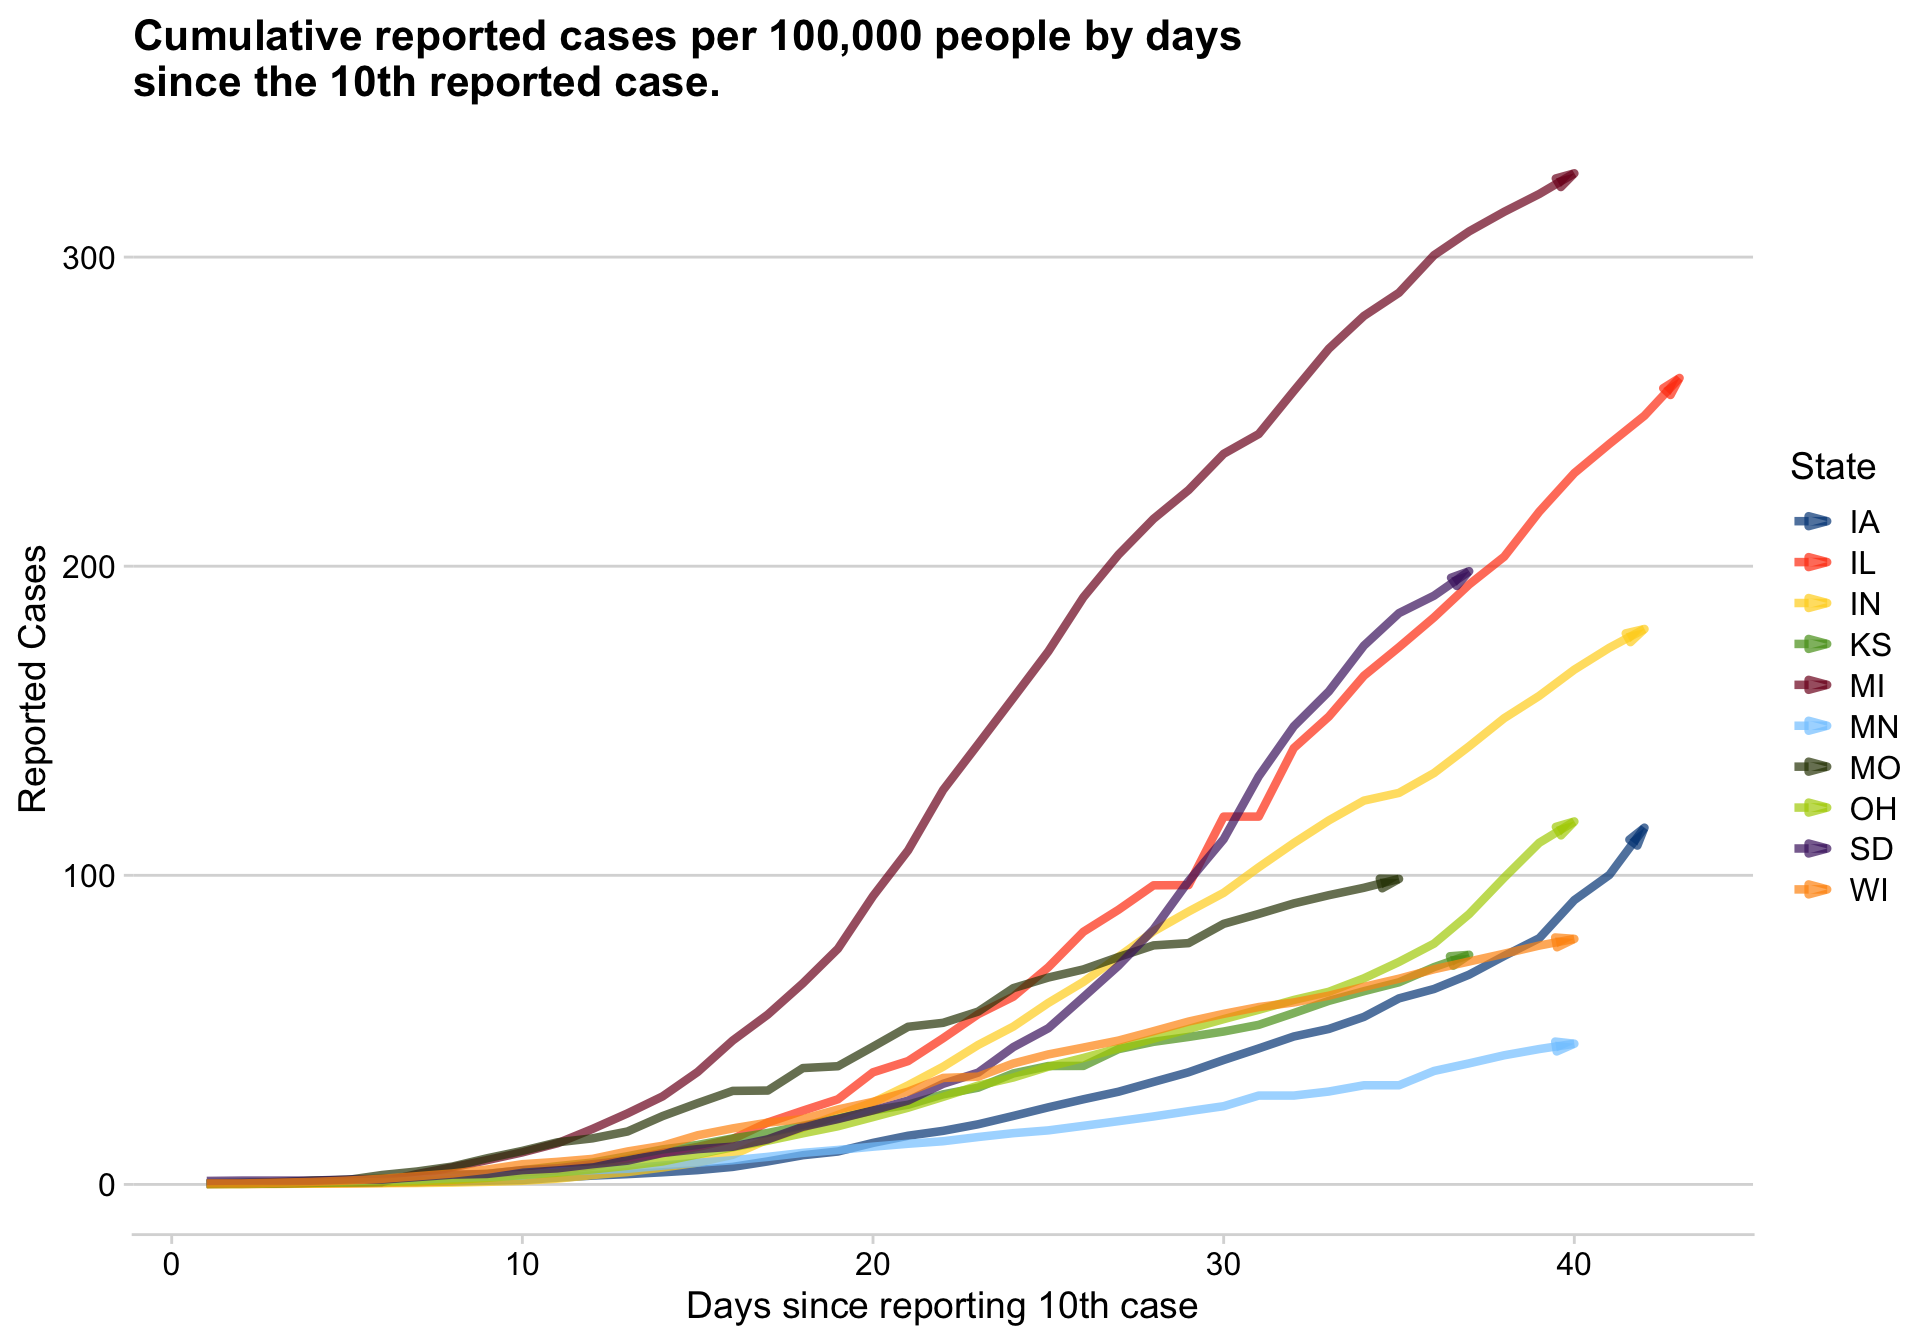 Cumulative reported cases per 100,000 people by days
since the 10th reported case.
300
200
100
0
Reported Cases
0 10 20 30 40
Days since reporting 10th case
State
IA
IL
IN
KS
MI
MN
MO
OH
SD
WI